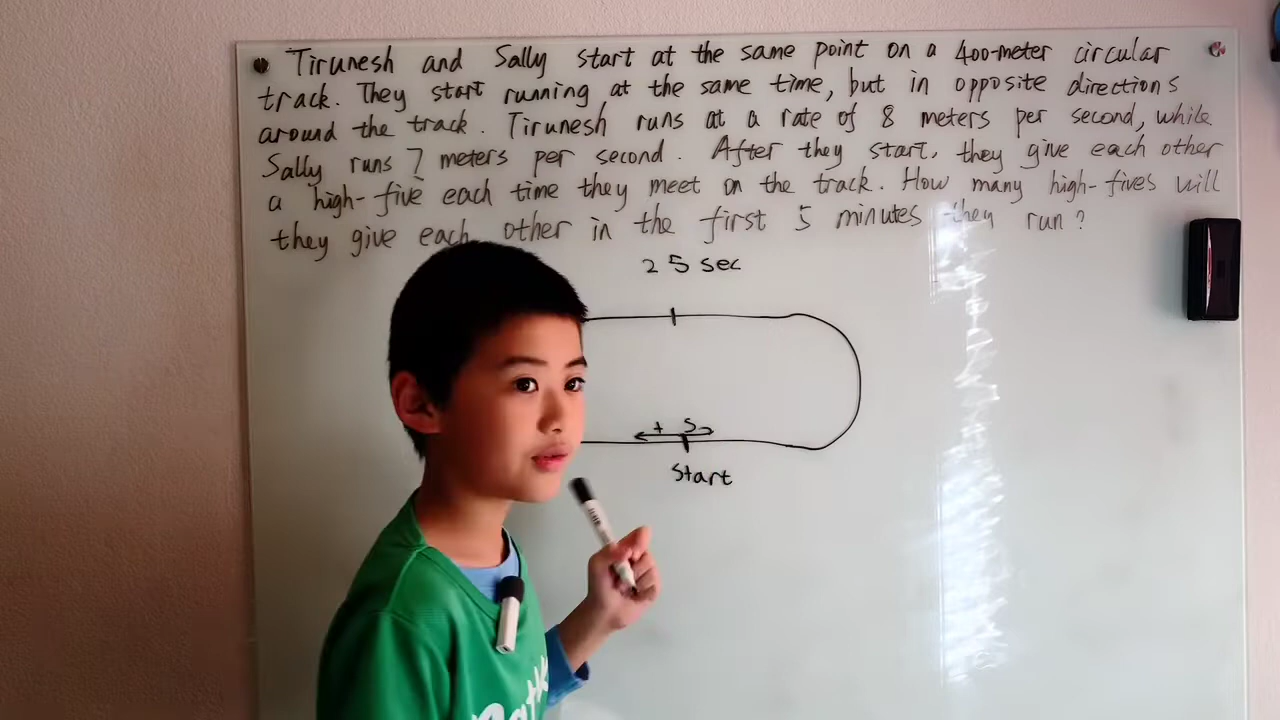 Tirunesh and Sally start at the same point on a 400-meter circular
track. They start running at the same time, but in opposite directions
around the track. Tirunesh runs at a rate of 8 meters per second, while
Sally runs 7 meters per second. After they start, they give each other
a high-five each time they meet on the track. How many high-fives will
they give each other in the first 5 minutes they run?
25 sec
t S
Start